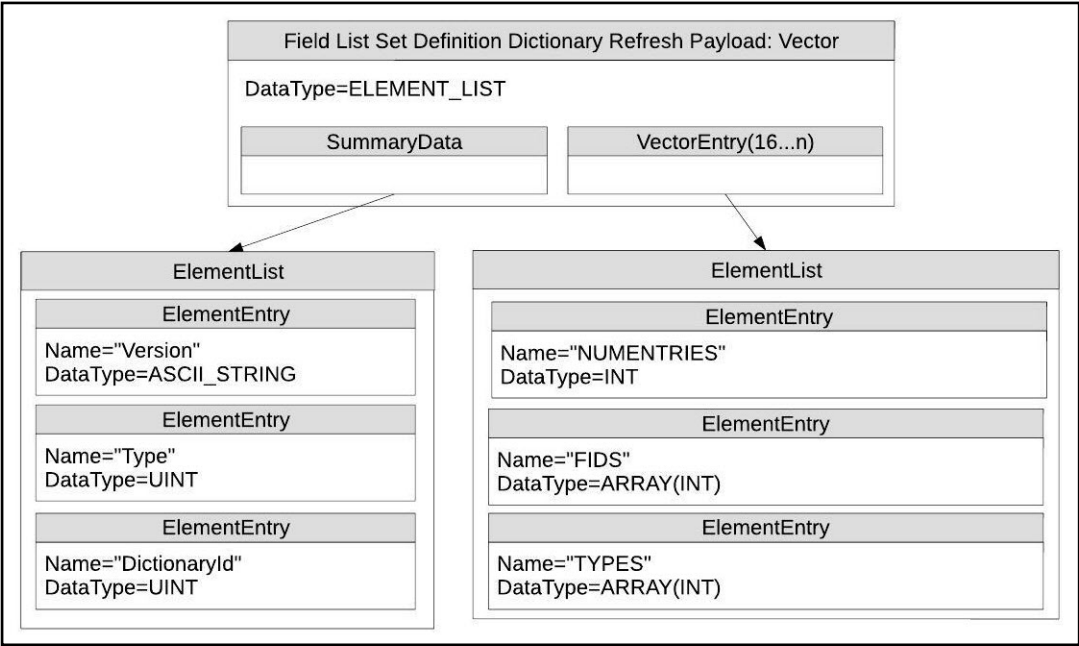 Field List Set Definition Dictionary Refresh Payload: Vector
DataType=ELEMENT_LIST
SummaryData
VectorEntry(16...n)
ElementList
ElementEntry
Name="Version"
DataType=ASCII_STRING
ElementEntry
Name="Type"
DataType=UINT
ElementEntry
Name="DictionaryId"
DataType=UINT
ElementList
ElementEntry
Name="NUMENTRIES"
DataType=INT
ElementEntry
Name="FIDS"
DataType=ARRAY(INT)
ElementEntry
Name="TYPES"
DataType=ARRAY(INT)